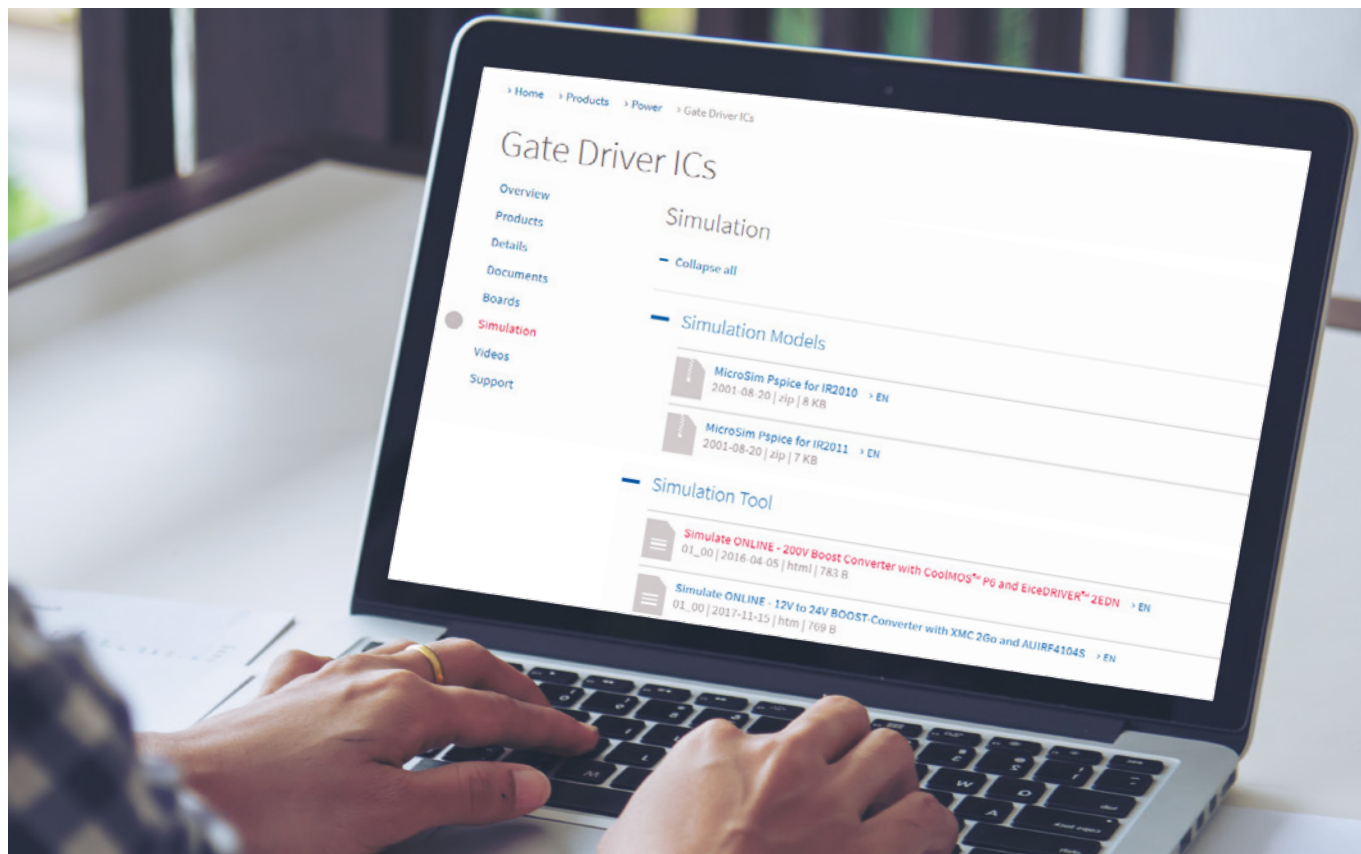 › Home › Products › Power › Gate Driver ICs
Gate Driver ICs
Overview
Products
Details
Documents
Boards
Simulation
Videos
Support
Simulation
– Collapse all
– Simulation Models
MicroSim Pspice for IR2010 › EN
2001-08-20 | zip | 8 KB
MicroSim Pspice for IR2011 › EN
2001-08-20 | zip | 7 KB
– Simulation Tool
Simulate ONLINE - 200V Boost Converter with CoolMOS™ P6 and EiceDRIVER™ 2EDN › EN
01_00 | 2016-04-05 | html | 783 B
Simulate ONLINE - 12V to 24V BOOST-Converter with XMC 2Go and AUIRF4104S › EN
01_00 | 2017-11-15 | htm | 769 B